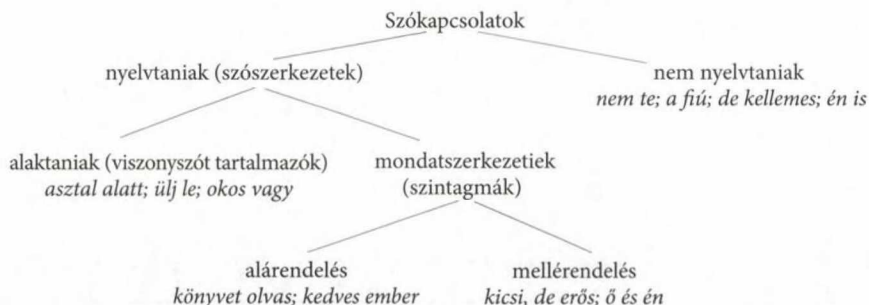 Szókapcsolatok
nyelvtaniak (szószerkezetek)
nem nyelvtaniak
nem te; a fiú; de kellemes; én is
alaktaniak (viszonyszót tartalmazók)
asztal alatt; ülj le; okos vagy
mondatszerkezetiek
(szintagmák)
alárendelés
könyvet olvas; kedves ember
mellérendelés
kicsi, de erős; ő és én